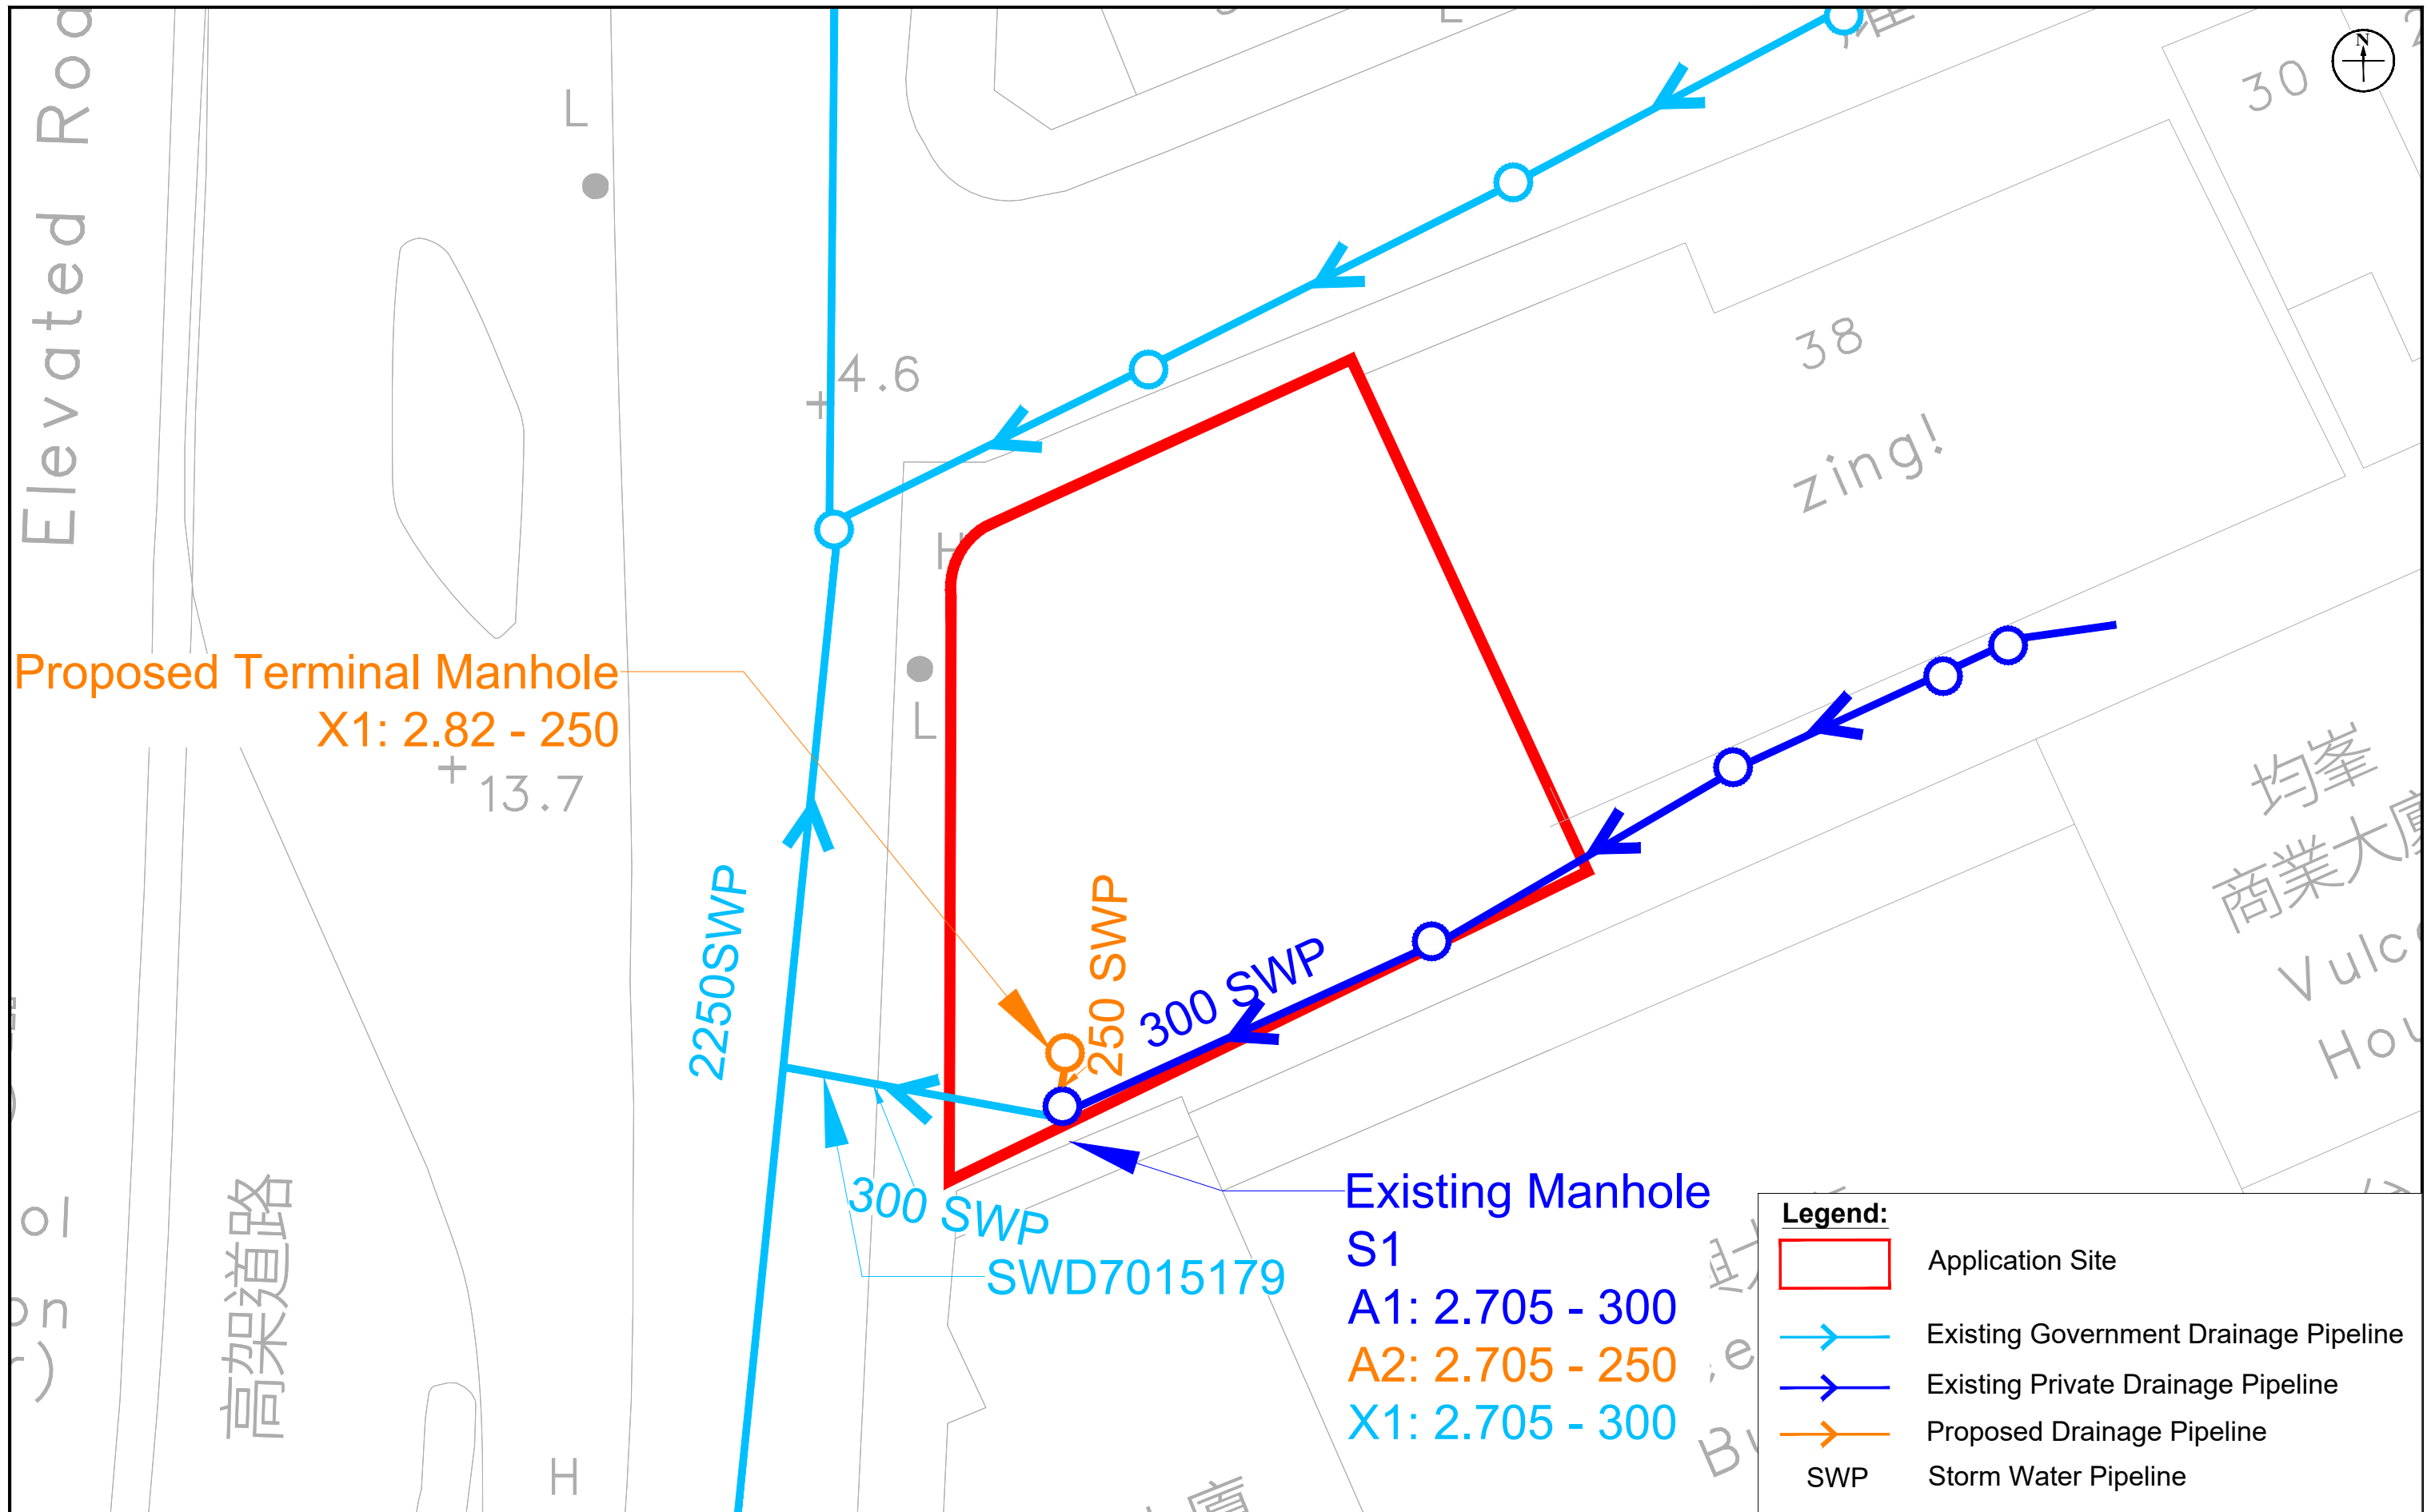 Elevated Roa
L
N
30
4.6
38
zing!
H
Proposed Terminal Manhole
X1: 2.82 - 250
L
13.7
2250SWP
250 SWP
300 SWP
均峯
商業大廈
Vulc
Hou
300 SWP
SWD7015179
高架道路
Existing Manhole
S1
A1: 2.705 - 300
A2: 2.705 - 250
X1: 2.705 - 300
H
Legend:
Application Site
Existing Government Drainage Pipeline
Existing Private Drainage Pipeline
Proposed Drainage Pipeline
SWP Storm Water Pipeline